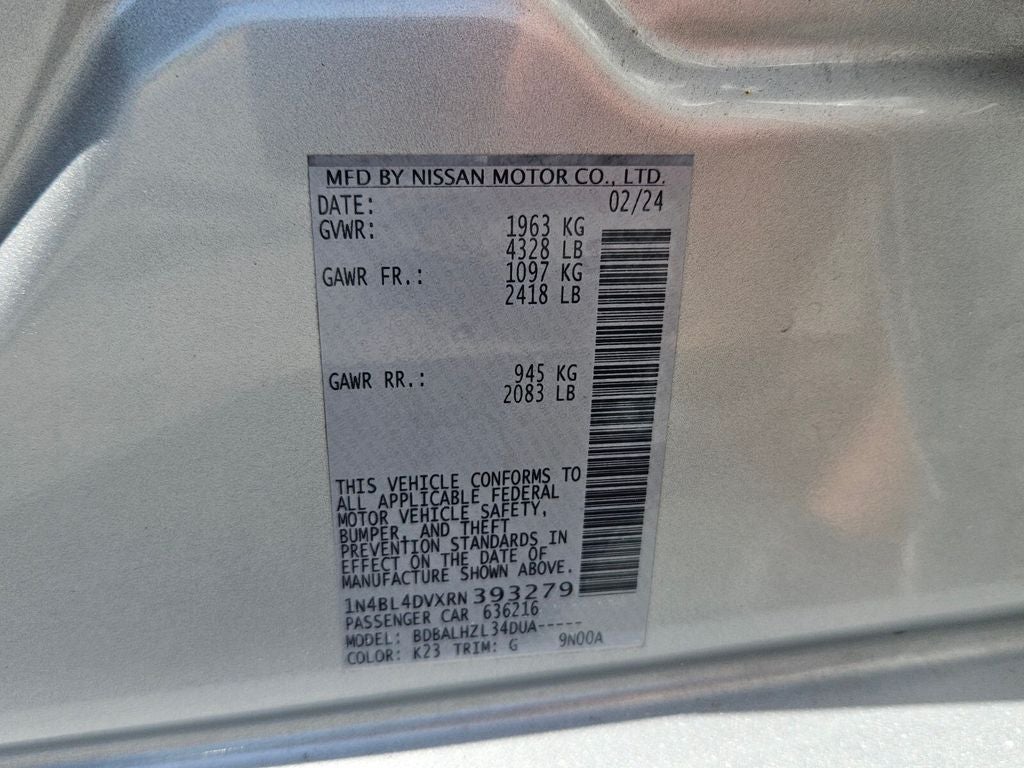 MFD BY NISSAN MOTOR CO., LTD.
DATE: 02/24
GVWR: 1963 KG
4328 LB
GAWR FR.: 1097 KG
2418 LB
GAWR RR.: 945 KG
2083 LB
THIS VEHICLE CONFORMS TO
ALL APPLICABLE FEDERAL
MOTOR VEHICLE SAFETY,
BUMPER, AND THEFT
PREVENTION STANDARDS IN
EFFECT ON THE DATE OF
MANUFACTURE SHOWN ABOVE.
1N4BL4DVXRN393279
PASSENGER CAR 636216
MODEL: BDBALHZL34DUA-----
COLOR: K23 TRIM: G 9N00A